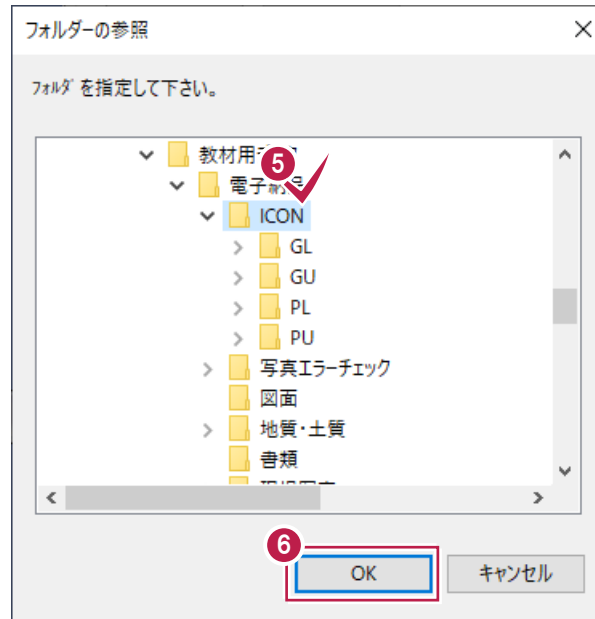 フォルダーの参照
ﾌｫﾙﾀﾞを指定して下さい。
教材用
5
電子納
ICON
GL
GU
PL
PU
写真ｴﾗｰﾁｪｯｸ
図面
地質･土質
書類
6
OK
キャンセル